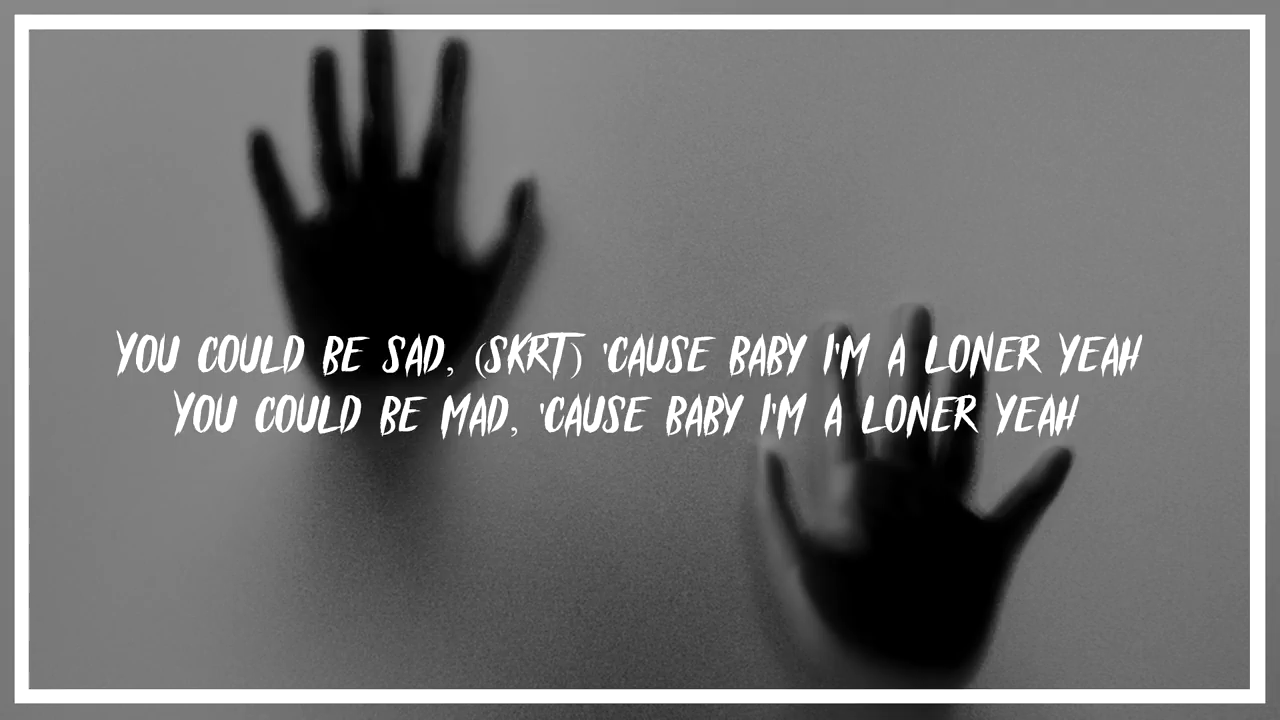 YOU COULD BE SAD, (SKRT) 'CAUSE BABY I'M A LONER YEAH
YOU COULD BE MAD, 'CAUSE BABY I'M A LONER YEAH